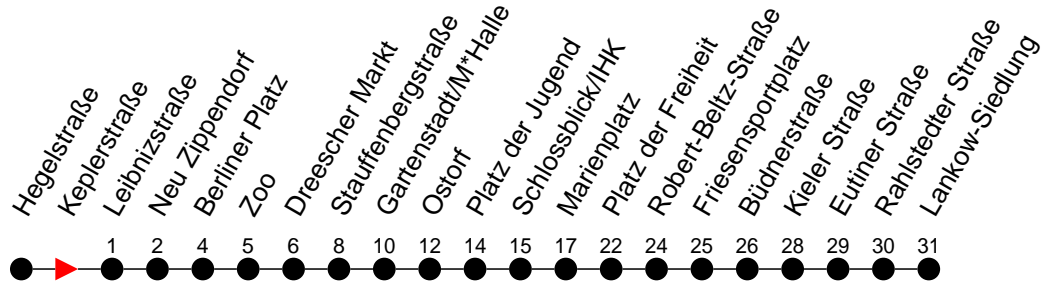 Hegelstraße
Keplerstraße
Leibnizstraße
Neu Zippendorf
Berliner Platz
Zoo
Dreescher Markt
Stauffenbergstraße
Gartenstadt/M*Halle
Ostorf
Platz der Jugend
Schlossblick/IHK
Marienplatz
Platz der Freiheit
Robert-Beltz-Straße
Friesensportplatz
Büdnerstraße
Kieler Straße
Eutiner Straße
Rahlstedter Straße
Lankow-Siedlung
1 2 4 5 6 8 10 12 14 15 17 22 24 25 26 28 29 30 31